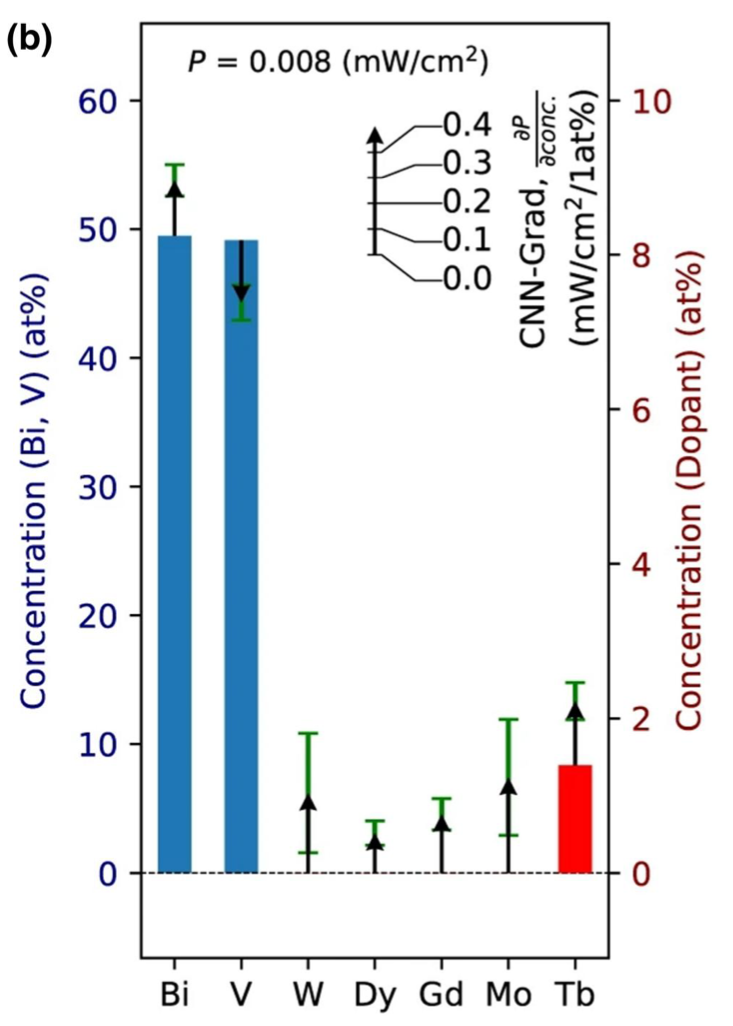 (b)
P = 0.008 (mW/cm²)
Concentration (Bi, V) (at%)
60
50
40
30
20
10
0
0.4
0.3
0.2
0.1
0.0
CNN-Grad, ∂P/∂conc.
(mW/cm²/1at%)
10
8
6
4
2
0
Concentration (Dopant) (at%)
Bi V W Dy Gd Mo Tb